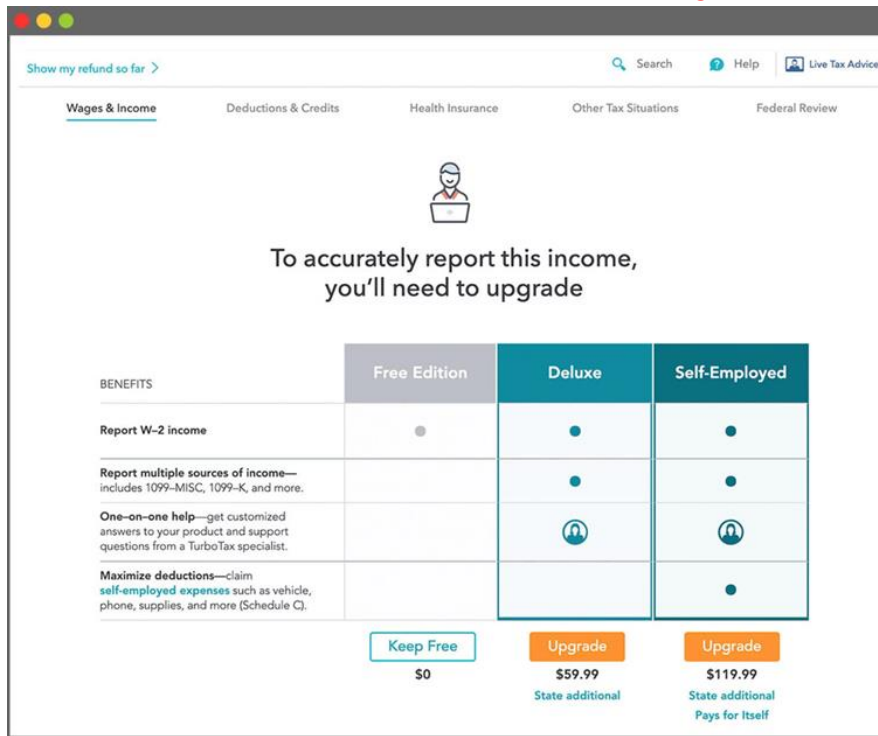 Show my refund so far >
Search
Help
Live Tax Advice
Wages & Income
Deductions & Credits
Health Insurance
Other Tax Situations
Federal Review
To accurately report this income,
you'll need to upgrade
BENEFITS
Free Edition
Deluxe
Self-Employed
Report W–2 income
Report multiple sources of income—
includes 1099–MISC, 1099–K, and more.
One–on–one help—get customized
answers to your product and support
questions from a TurboTax specialist.
Maximize deductions—claim
self-employed expenses such as vehicle,
phone, supplies, and more (Schedule C).
Keep Free
Upgrade
Upgrade
$0
$59.99
$119.99
State additional
State additional
Pays for Itself